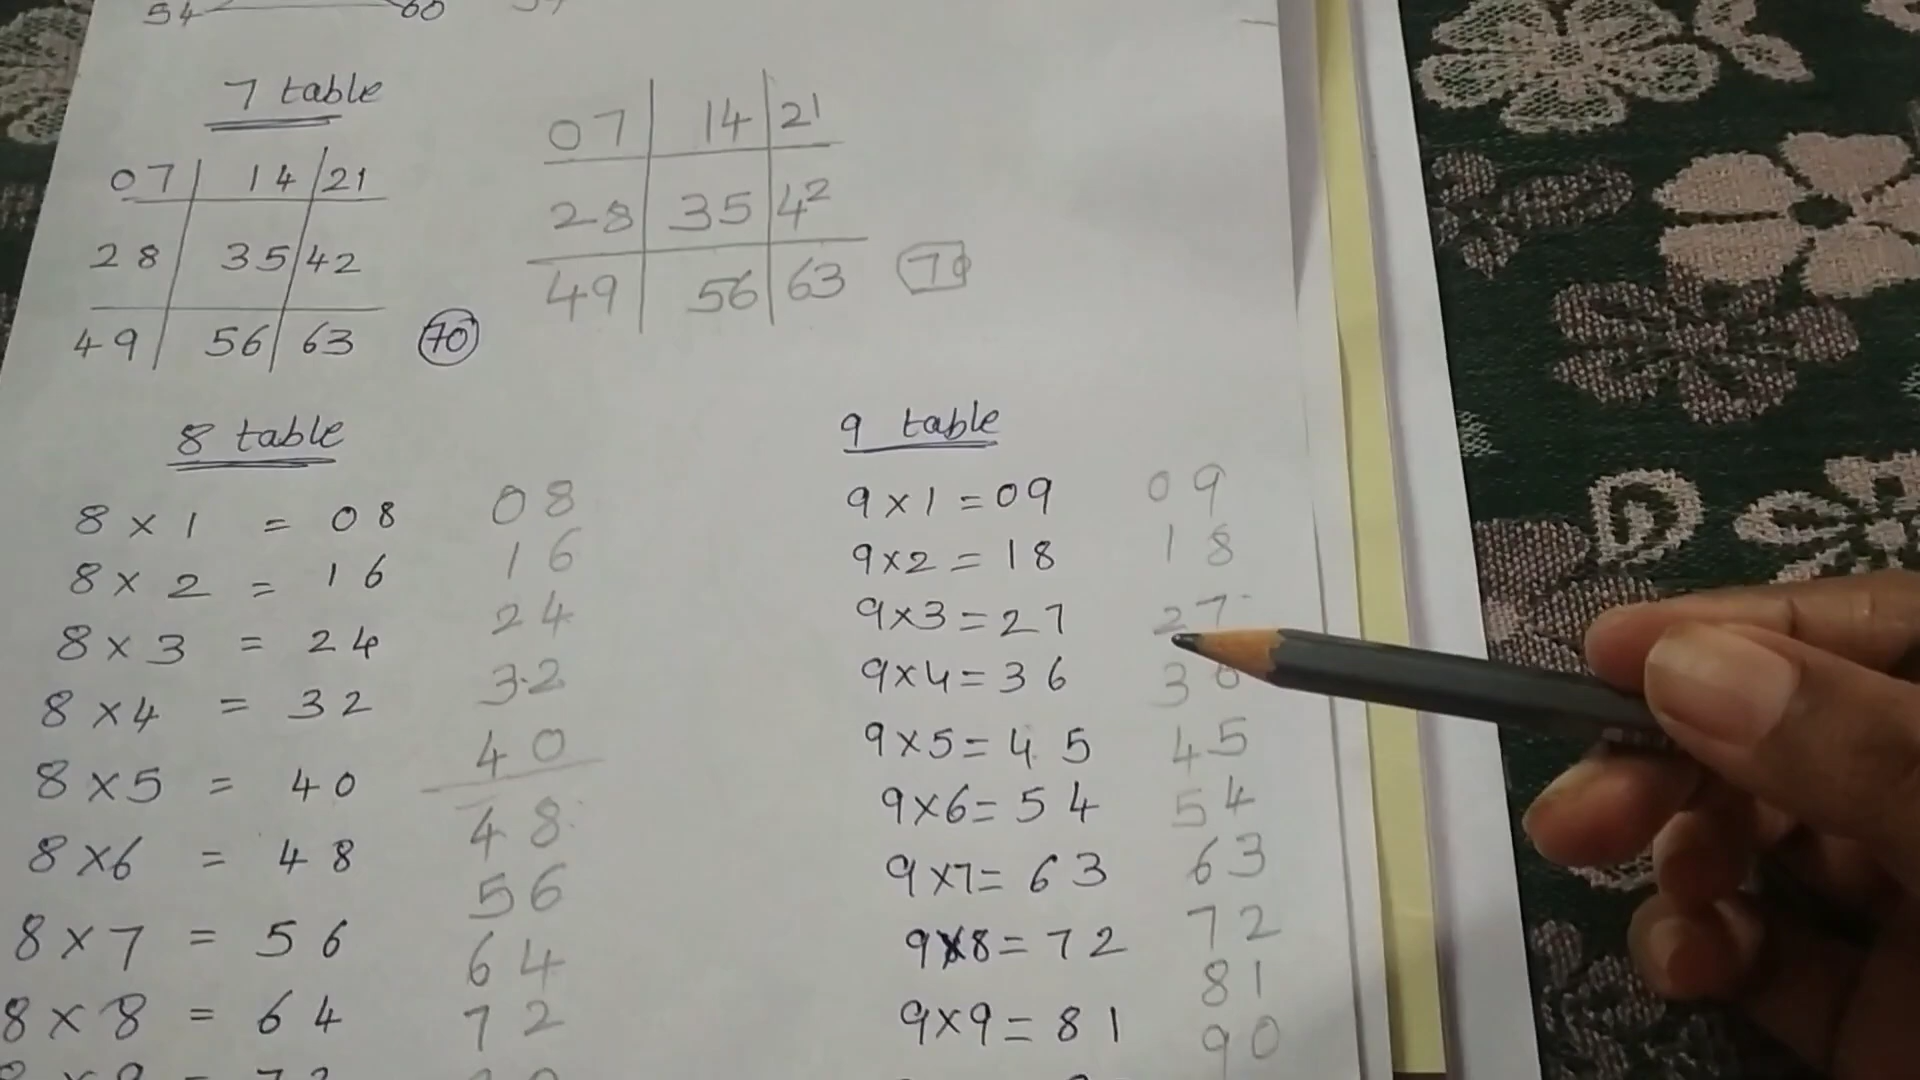 54 60
7 table
07 14 21
28 35 42
49 56 63 70
07 14 21
28 35 42
49 56 63 70
8 table
8 x 1 = 08 08
8 x 2 = 16 16
8 x 3 = 24 24
8 x 4 = 32 32
8 x 5 = 40 40
8 x 6 = 48 48
8 x 7 = 56 56
8 x 8 = 64 64
72
9 table
9 x 1 = 09 09
9 x 2 = 18 18
9 x 3 = 27 27
9 x 4 = 36 36
9 x 5 = 45 45
9 x 6 = 54 54
9 x 7 = 63 63
9 x 8 = 72 72
9 x 9 = 81 81
90